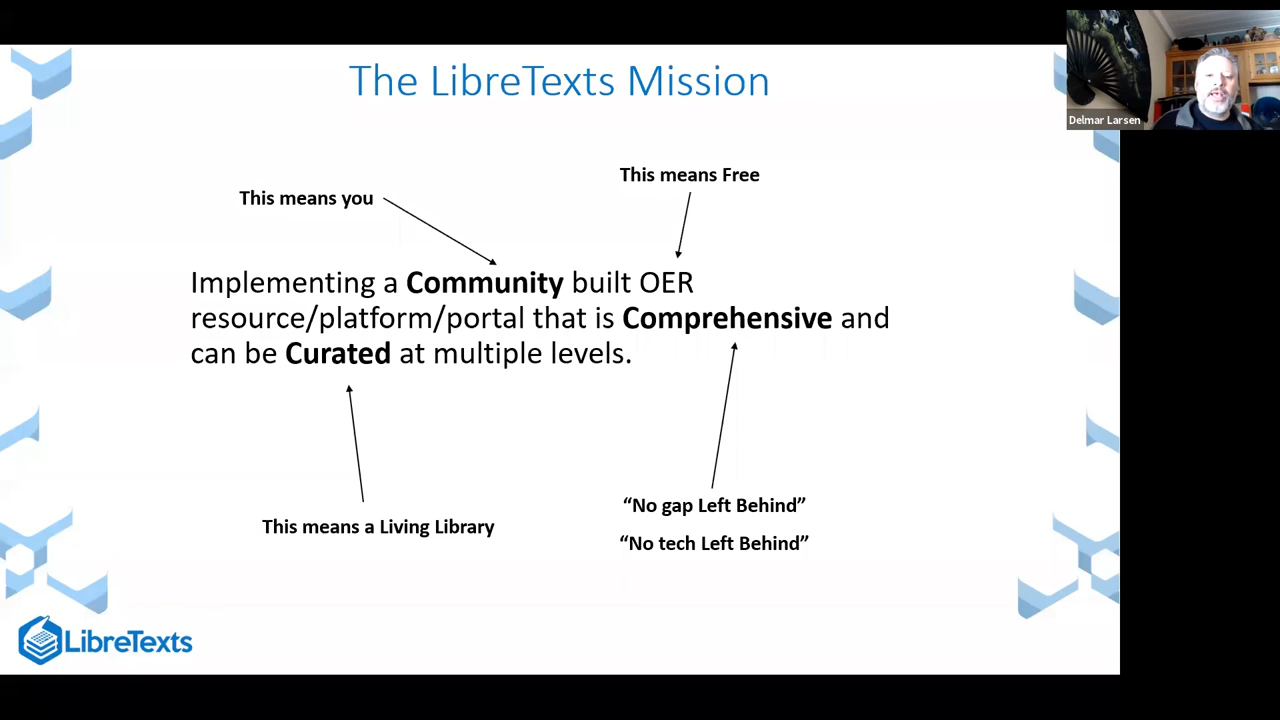 The LibreTexts Mission
Delmar Larsen
This means Free
This means you
Implementing a Community built OER
resource/platform/portal that is Comprehensive and
can be Curated at multiple levels.
“No gap Left Behind”
This means a Living Library
“No tech Left Behind”
LibreTexts